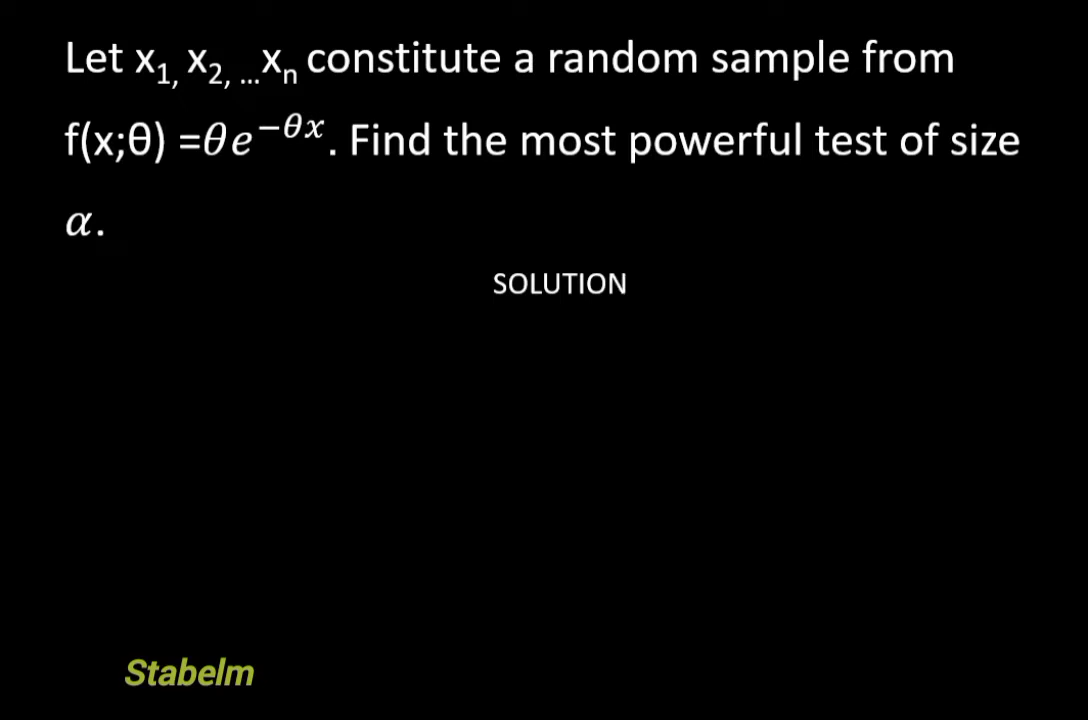 Let x₁, x₂, ...xₙ constitute a random sample from
f(x;θ) =θe^{−θx}. Find the most powerful test of size
α.
SOLUTION
Stabelm